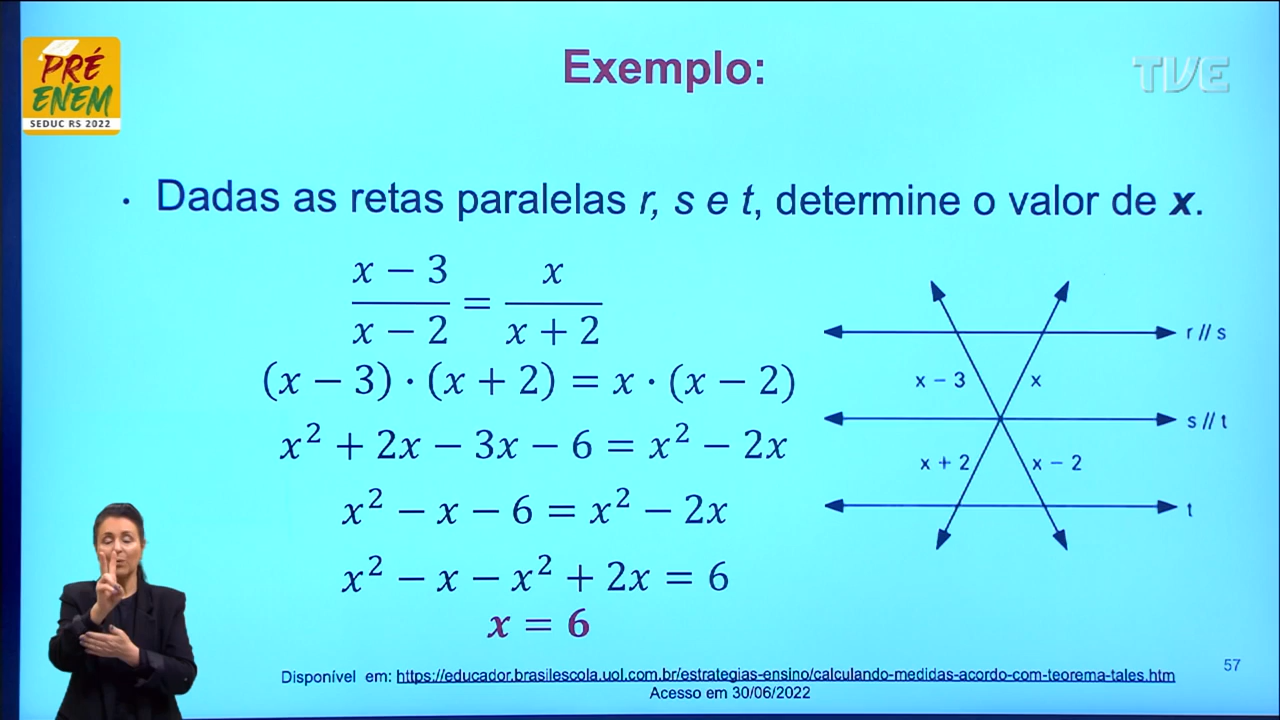 PRÉ
ENEM
SEDUC RS 2022
Exemplo:
TVE
• Dadas as retas paralelas r, s e t, determine o valor de x.
x − 3 / x − 2 = x / x + 2
(x − 3) · (x + 2) = x · (x − 2)
x² + 2x − 3x − 6 = x² − 2x
x² − x − 6 = x² − 2x
x² − x − x² + 2x = 6
x = 6
r // s
x − 3
x
s // t
x + 2
x − 2
t
Disponível em: https://educador.brasilescola.uol.com.br/estrategias-ensino/calculando-medidas-acordo-com-teorema-tales.htm
Acesso em 30/06/2022
57